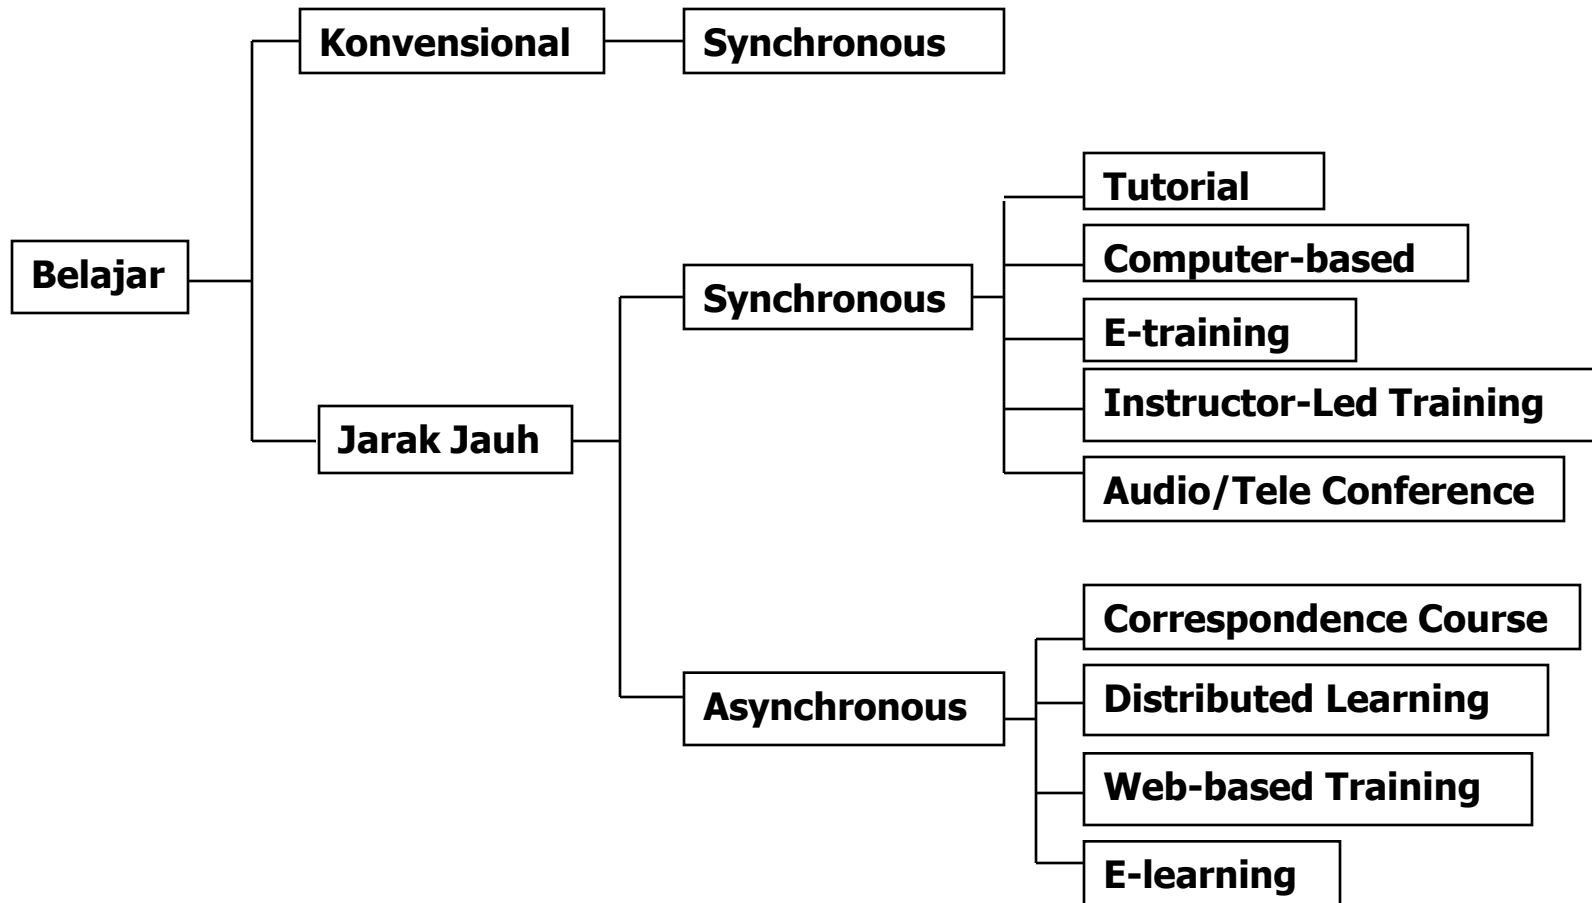 Konvensional
Synchronous
Belajar
Jarak Jauh
Synchronous
Tutorial
Computer-based
E-training
Instructor-Led Training
Audio/Tele Conference
Asynchronous
Correspondence Course
Distributed Learning
Web-based Training
E-learning